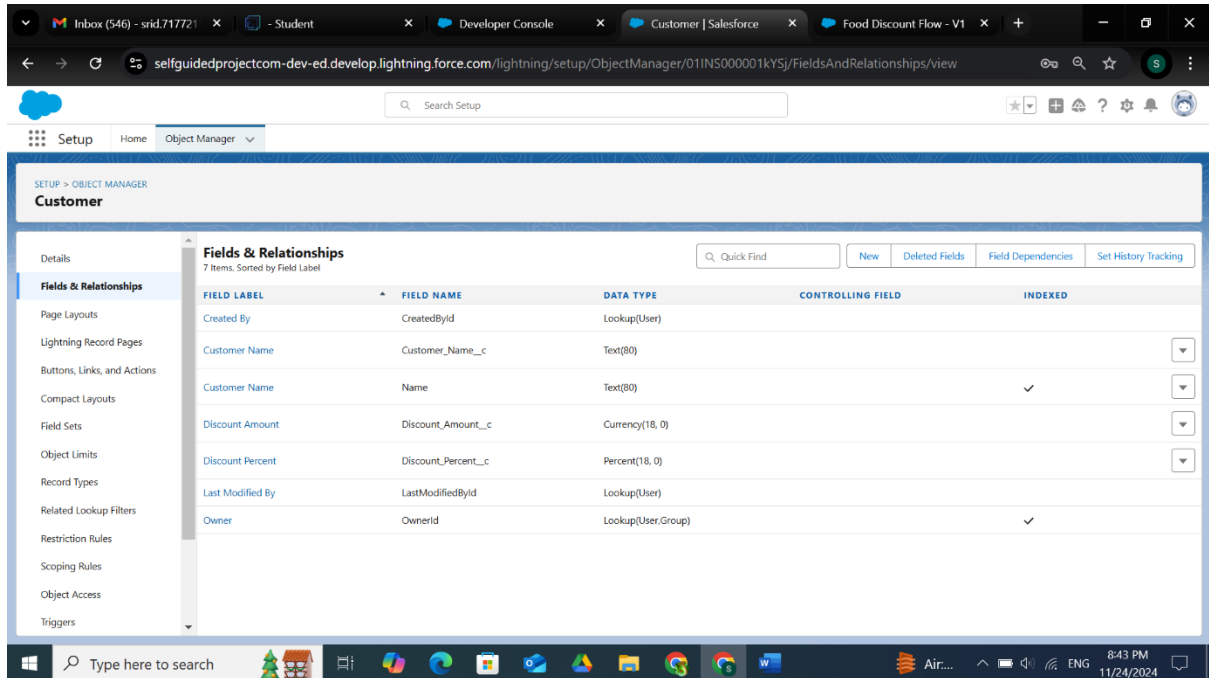 Inbox (546) - srid.717721
- Student
Developer Console
Customer | Salesforce
Food Discount Flow - V1
selfguidedprojectcom-dev-ed.develop.lightning.force.com/lightning/setup/ObjectManager/01INS000001kYSj/FieldsAndRelationships/view
S
Search Setup
Setup Home Object Manager
SETUP > OBJECT MANAGER
Customer
Details
Fields & Relationships
Page Layouts
Lightning Record Pages
Buttons, Links, and Actions
Compact Layouts
Field Sets
Object Limits
Record Types
Related Lookup Filters
Restriction Rules
Scoping Rules
Object Access
Triggers
Fields & Relationships
7 Items. Sorted by Field Label
Quick Find
New Deleted Fields Field Dependencies Set History Tracking
FIELD LABEL FIELD NAME DATA TYPE CONTROLLING FIELD INDEXED
Created By CreatedById Lookup(User)
Customer Name Customer_Name__c Text(80)
Customer Name Name Text(80)
Discount Amount Discount_Amount__c Currency(18, 0)
Discount Percent Discount_Percent__c Percent(18, 0)
Last Modified By LastModifiedById Lookup(User)
Owner OwnerId Lookup(User,Group)
Type here to search
Air:...
ENG
8:43 PM
11/24/2024